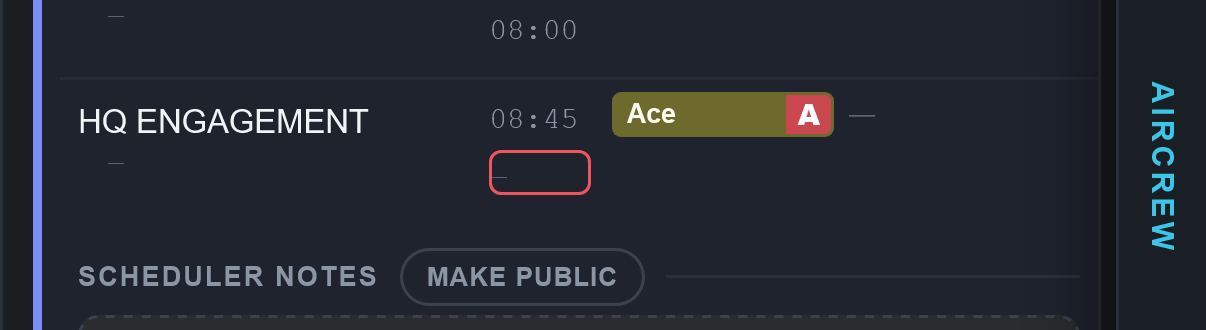 —
08:00
HQ ENGAGEMENT 08:45 Ace A —
— —
SCHEDULER NOTES MAKE PUBLIC
AIRCREW